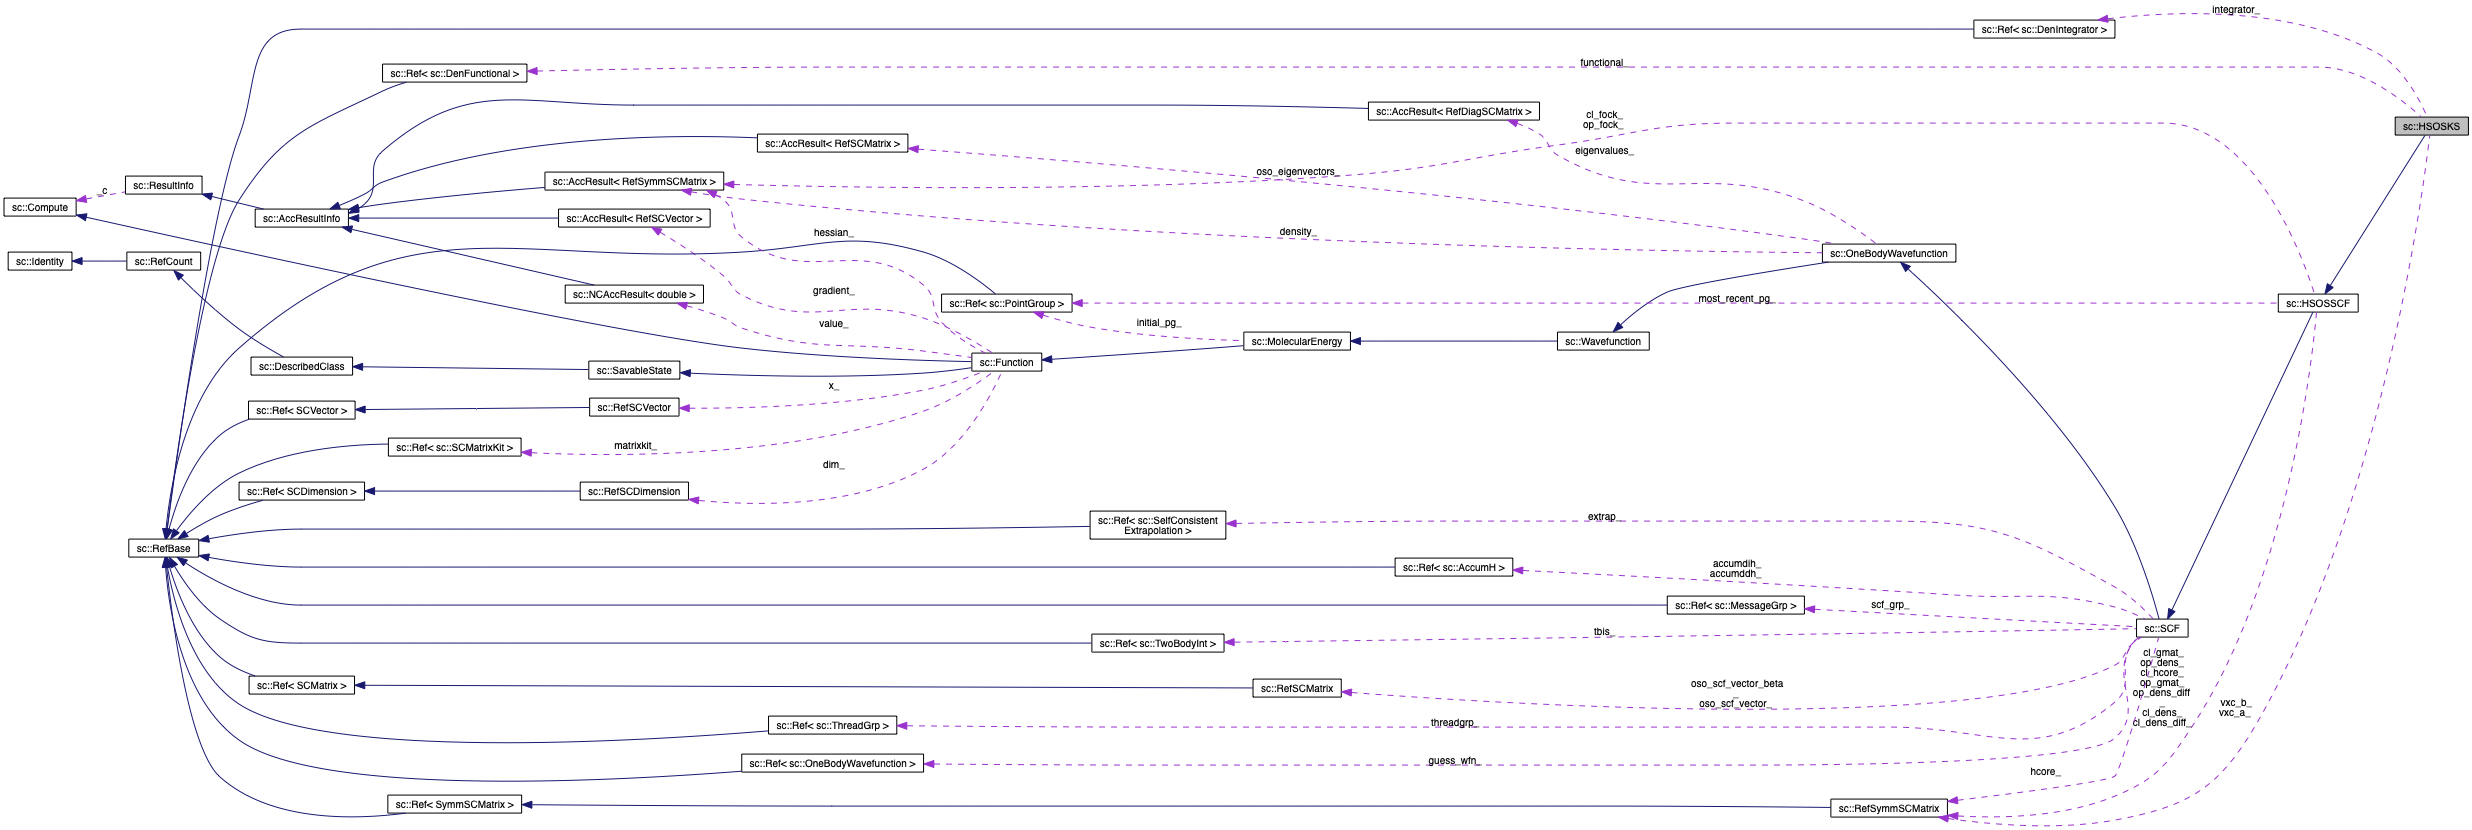 integrator_
sc::Ref< sc::DenIntegrator >
functional_
sc::Ref< sc::DenFunctional >
sc::AccResult< RefDiagSCMatrix >
cl_fock_
op_fock_
sc::HSOSKS
sc::AccResult< RefSCMatrix >
eigenvalues_
oso_eigenvectors_
_c
sc::ResultInfo
sc::AccResult< RefSymmSCMatrix >
sc::Compute
sc::AccResultInfo
sc::AccResult< RefSCVector >
hessian_
density_
sc::OneBodyWavefunction
sc::Identity
sc::RefCount
gradient_
sc::NCAccResult< double >
sc::Ref< sc::PointGroup >
most_recent_pg_
sc::HSOSSCF
value_
initial_pg_
sc::MolecularEnergy
sc::Wavefunction
sc::DescribedClass
sc::SavableState
sc::Function
x_
sc::Ref< SCVector >
sc::RefSCVector
sc::Ref< sc::SCMatrixKit >
matrixkit_
dim_
sc::Ref< SCDimension >
sc::RefSCDimension
sc::Ref< sc::SelfConsistent
Extrapolation >
extrap_
sc::RefBase
sc::Ref< sc::AccumH >
accumdih_
accumddh_
sc::Ref< sc::MessageGrp >
scf_grp_
sc::Ref< sc::TwoBodyInt >
tbis_
sc::SCF
cl_gmat_
op_dens_
cl_hcore_
op_gmat_
op_dens_diff
_
cl_dens_
cl_dens_diff_
sc::Ref< SCMatrix >
sc::RefSCMatrix
oso_scf_vector_beta
_
oso_scf_vector_
vxc_b_
vxc_a_
sc::Ref< sc::ThreadGrp >
threadgrp_
sc::Ref< sc::OneBodyWavefunction >
guess_wfn_
hcore_
sc::Ref< SymmSCMatrix >
sc::RefSymmSCMatrix